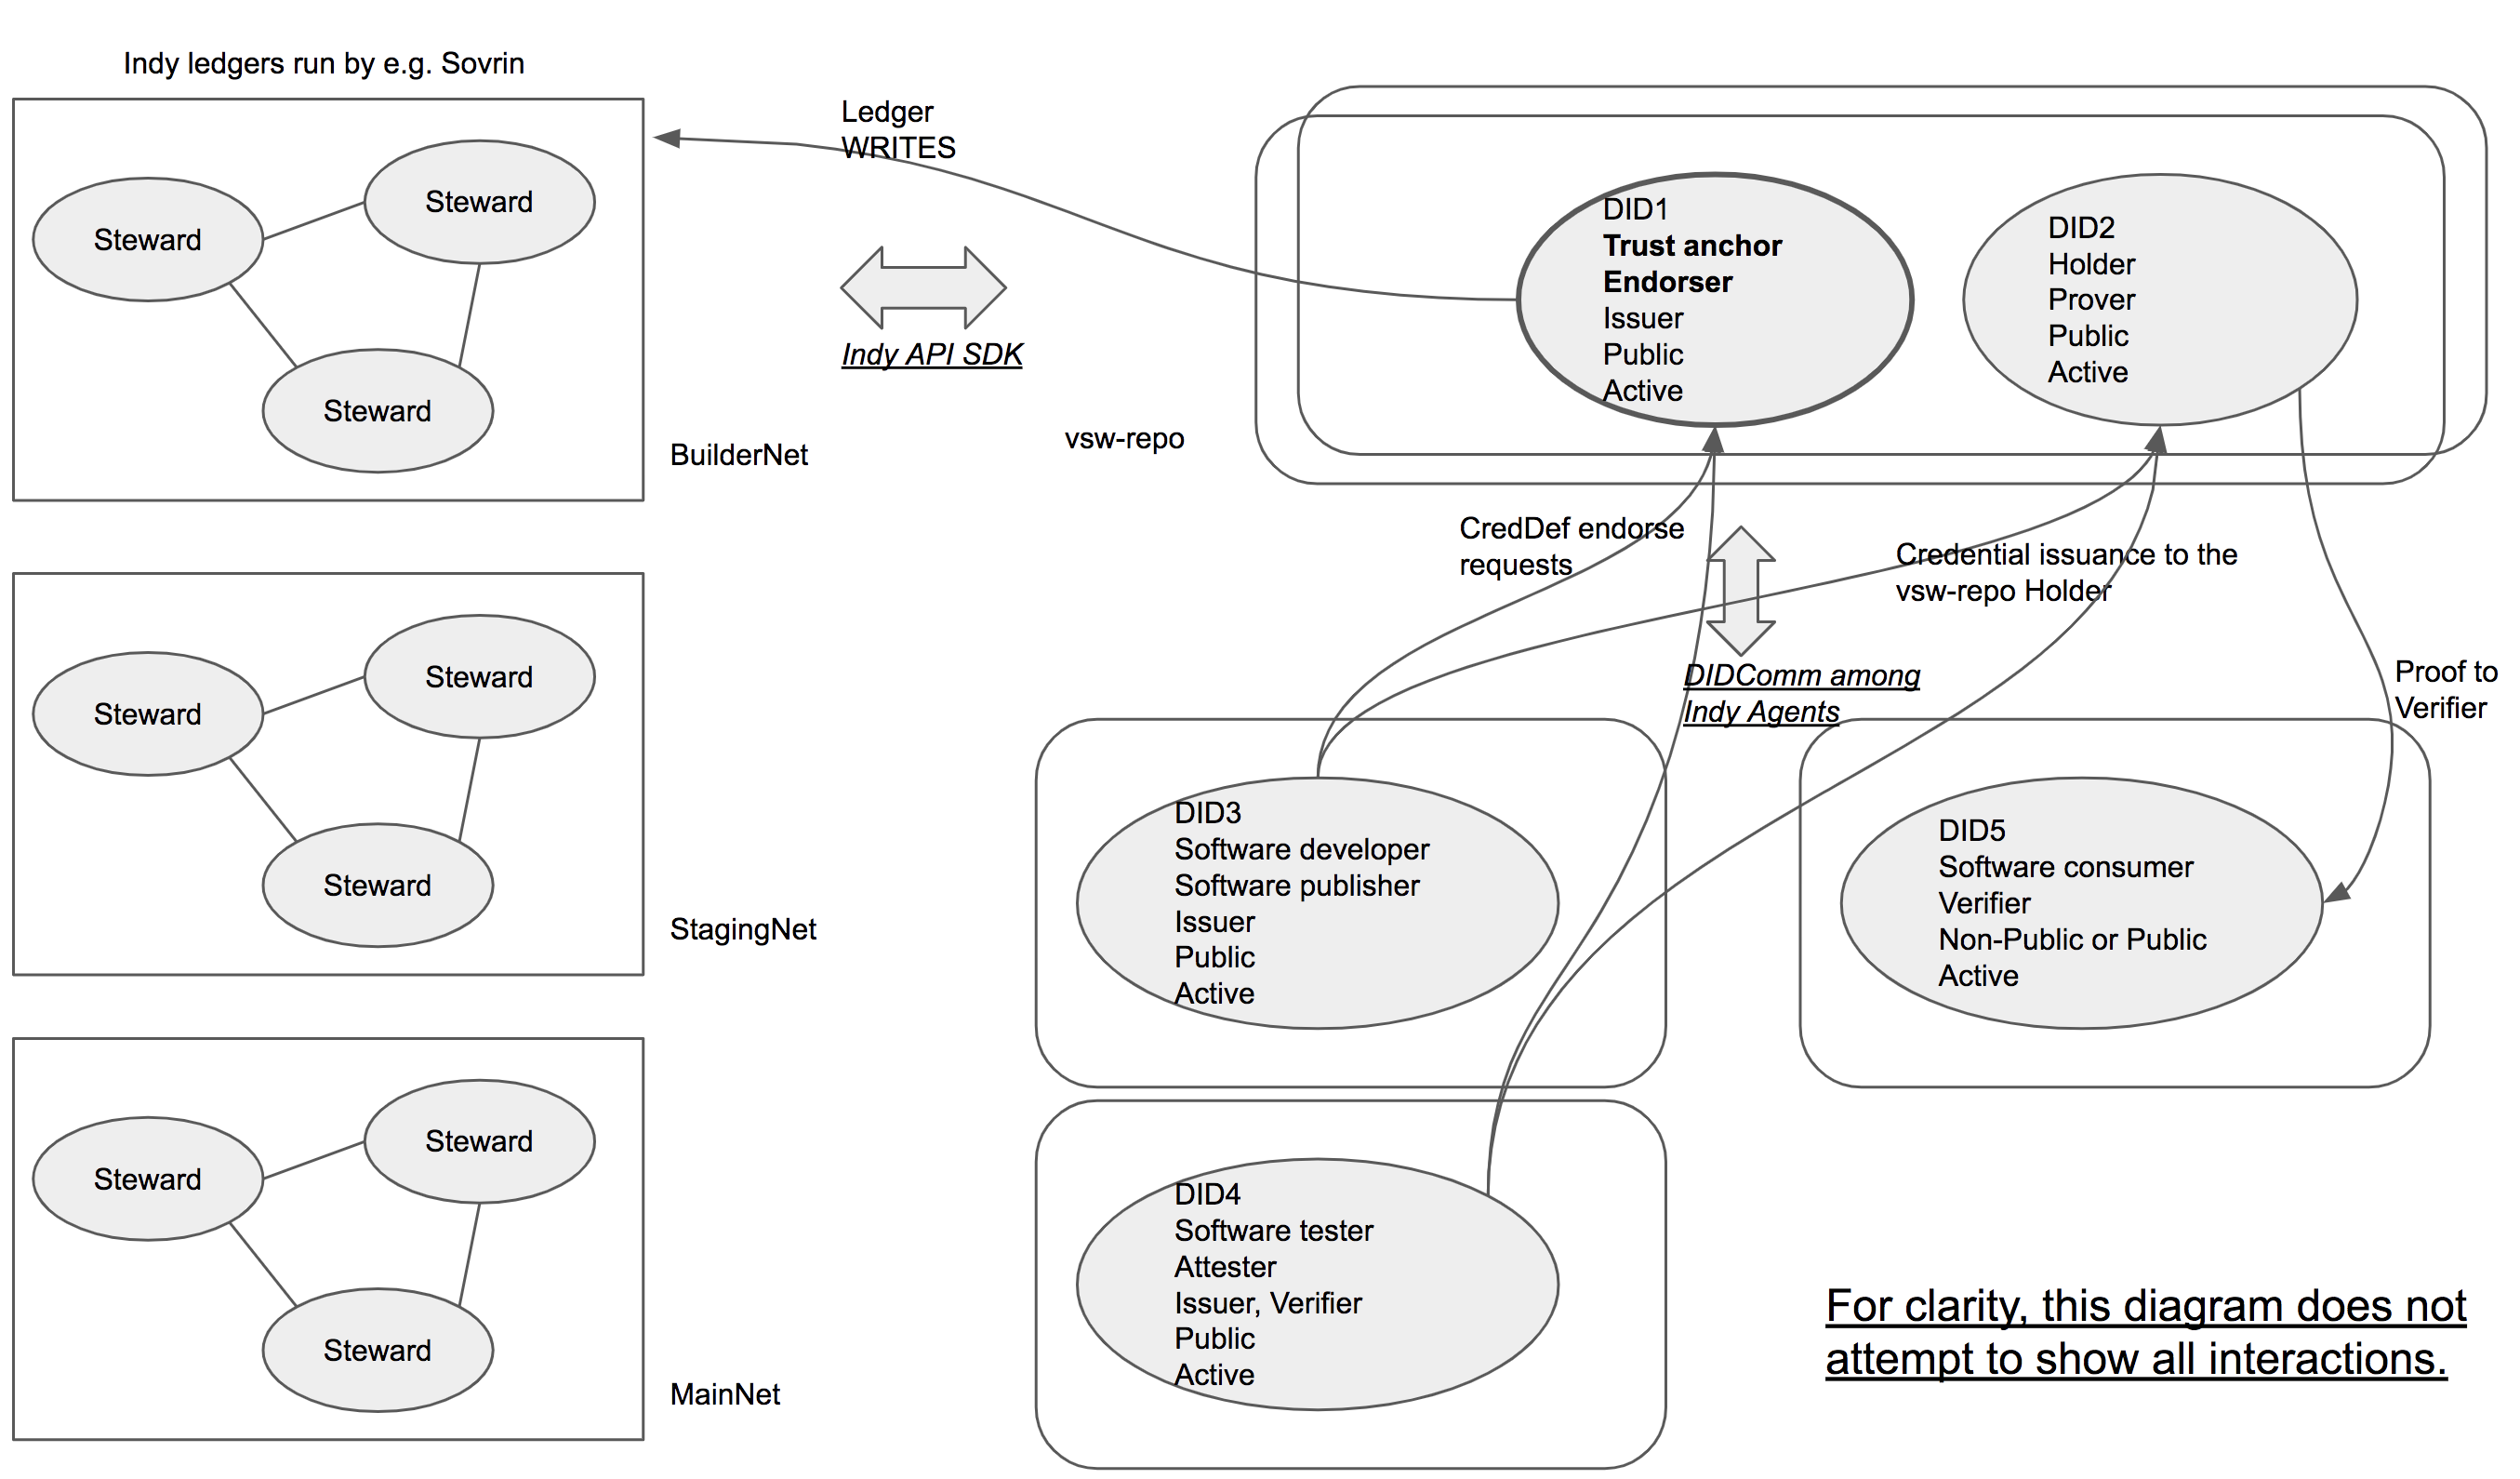 Indy ledgers run by e.g. Sovrin
Steward
Steward
Steward
BuilderNet
Steward
Steward
Steward
StagingNet
Steward
Steward
Steward
MainNet
Ledger
WRITES
Indy API SDK
vsw-repo
DID1
Trust anchor
Endorser
Issuer
Public
Active
DID2
Holder
Prover
Public
Active
CredDef endorse
requests
Credential issuance to the
vsw-repo Holder
DIDComm among
Indy Agents
Proof to
Verifier
DID3
Software developer
Software publisher
Issuer
Public
Active
DID5
Software consumer
Verifier
Non-Public or Public
Active
DID4
Software tester
Attester
Issuer, Verifier
Public
Active
For clarity, this diagram does not
attempt to show all interactions.